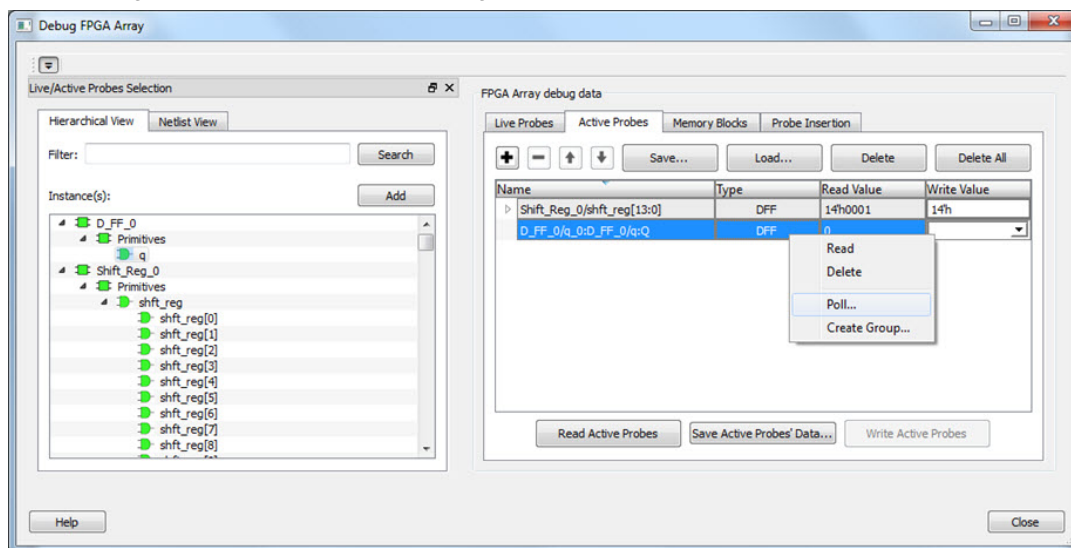 Debug FPGA Array
Live/Active Probes Selection
Hierarchical View Netlist View
Filter: Search
Instance(s): Add
D_FF_0
Primitives
q
Shift_Reg_0
Primitives
shft_reg
shft_reg[0]
shft_reg[1]
shft_reg[2]
shft_reg[3]
shft_reg[4]
shft_reg[5]
shft_reg[6]
shft_reg[7]
shft_reg[8]
FPGA Array debug data
Live Probes Active Probes Memory Blocks Probe Insertion
Save... Load... Delete Delete All
Name Type Read Value Write Value
Shift_Reg_0/shft_reg[13:0] DFF 14'h0001 14'h
D_FF_0/q_0:D_FF_0/q:Q DFF 0
Read
Delete
Poll...
Create Group...
Read Active Probes Save Active Probes' Data... Write Active Probes
Help Close